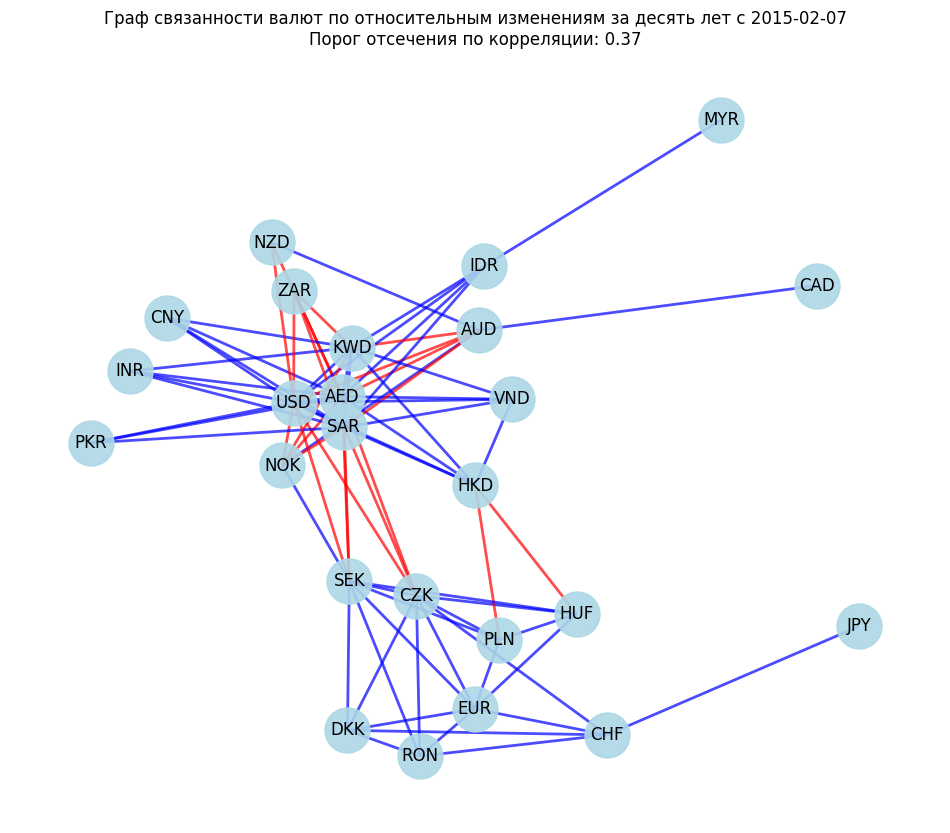 Граф связанности валют по относительным изменениям за десять лет с 2015-02-07
Порог отсечения по корреляции: 0.37
MYR
NZD
IDR
ZAR
CAD
CNY
AUD
KWD
INR
AED
VND
USD
SAR
PKR
NOK
HKD
SEK
CZK
HUF
JPY
PLN
EUR
DKK
CHF
RON